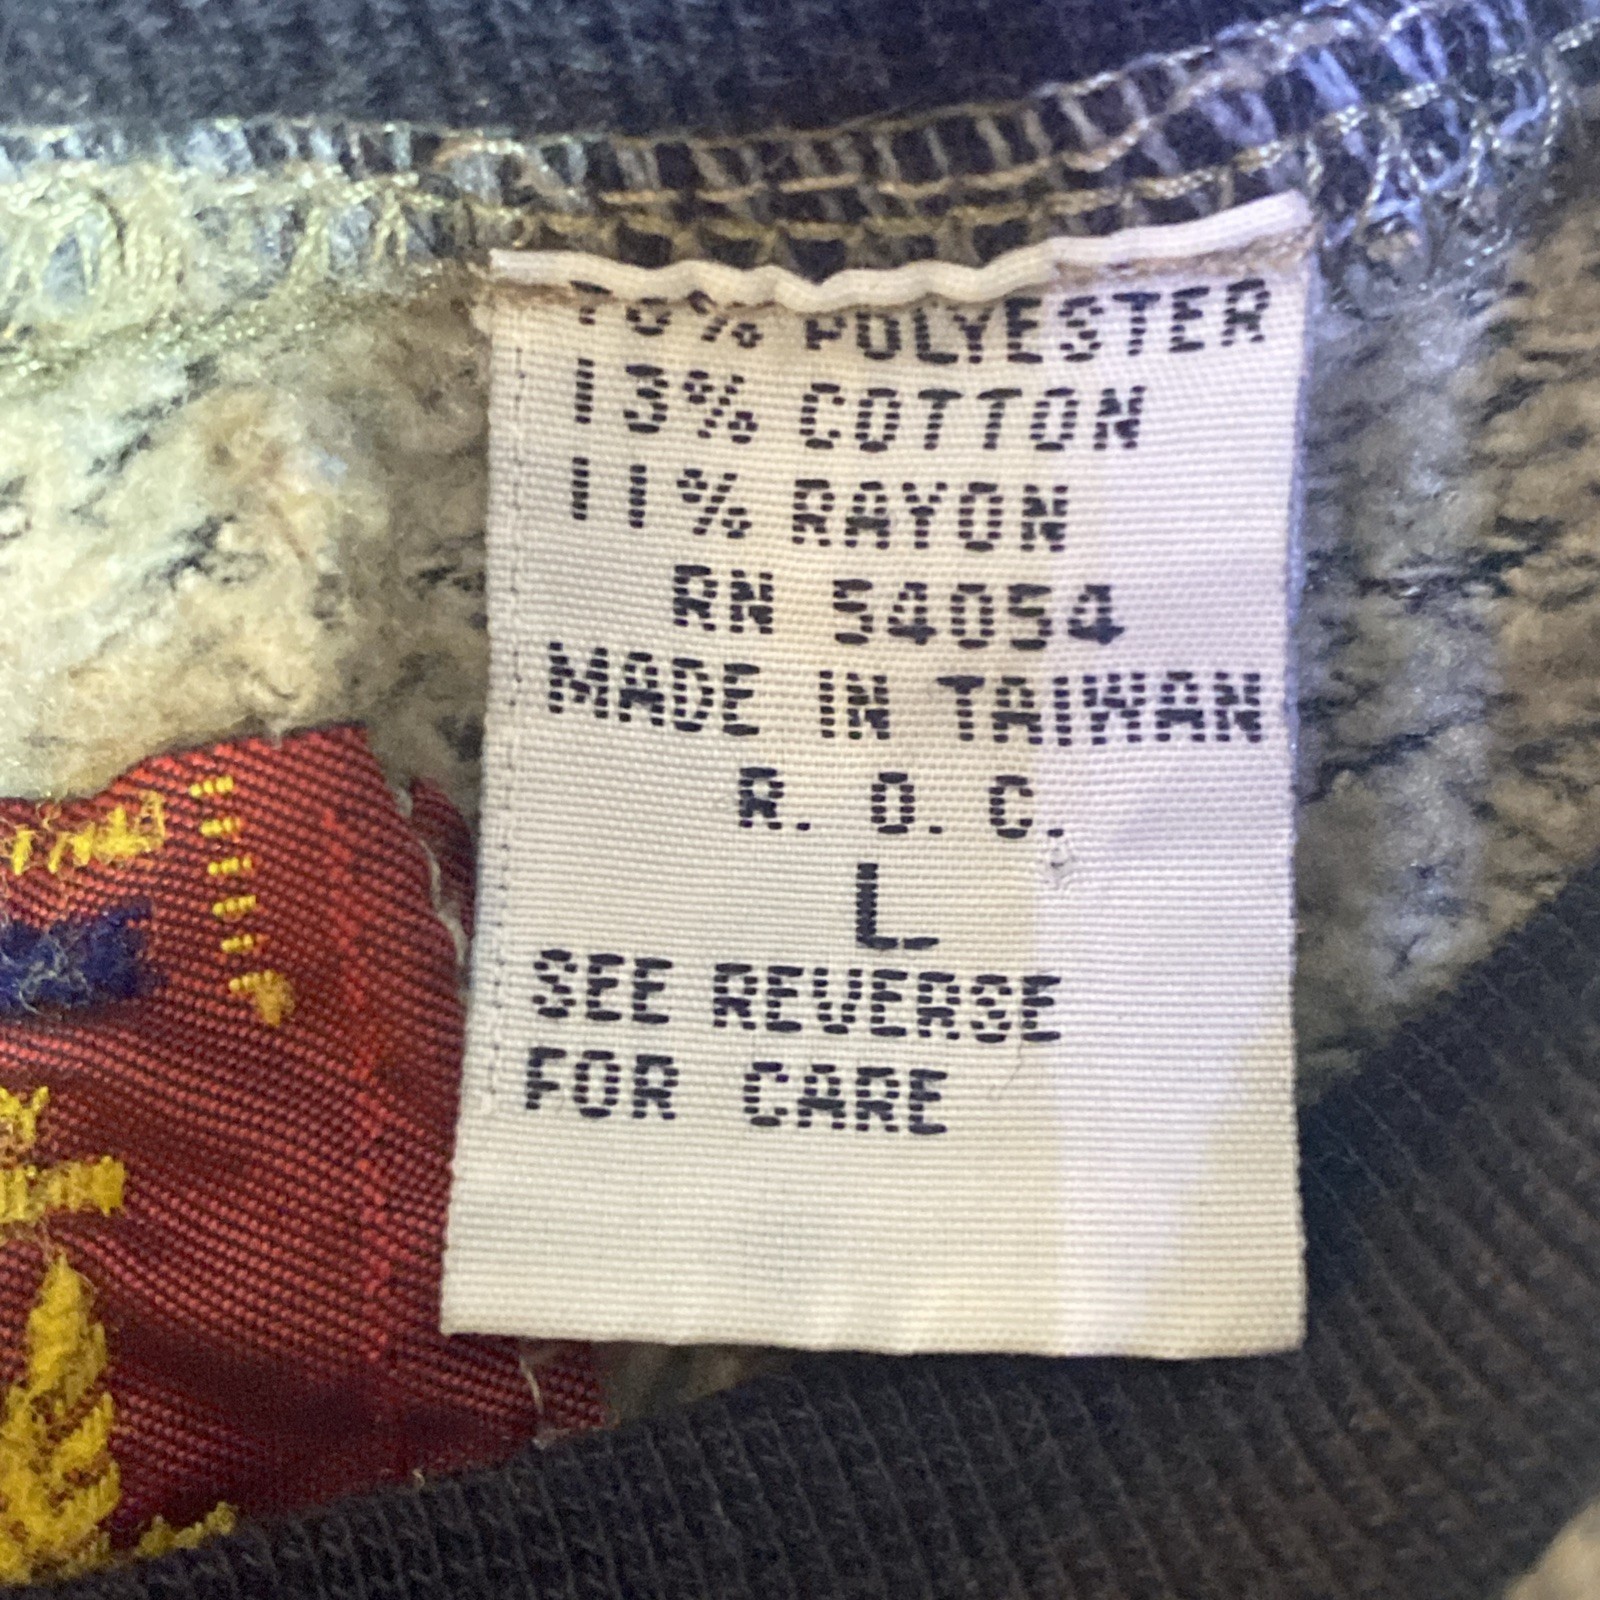 76% POLYESTER
13% COTTON
11% RAYON
RN 54054
MADE IN TAIWAN
R. O. C.
L
SEE REVERSE
FOR CARE